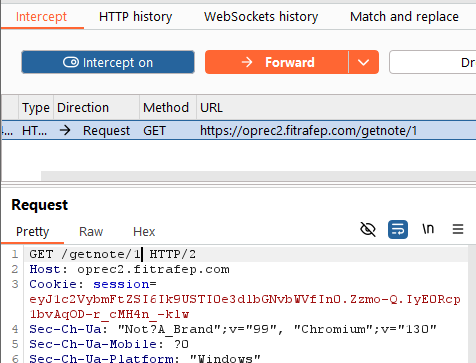 Intercept HTTP history WebSockets history Match and replace
Intercept on Forward Dr
Type Direction Method URL
4... HT... → Request GET https://oprec2.fitrafep.com/getnote/1
Request
Pretty Raw Hex
\n
1 GET /getnote/1 HTTP/2
2 Host: oprec2.fitrafep.com
3 Cookie: session=
eyJ1c2VybmFtZSI6Ik9USTI0e3dlbGNvbWVfIn0.Zzmo-Q.IyE0Rcp
1bvAqOD-r_cMH4n_-klw
4 Sec-Ch-Ua: "Not?A_Brand";v="99", "Chromium";v="130"
5 Sec-Ch-Ua-Mobile: ?0
6 Sec-Ch-Ua-Platform: "Windows"